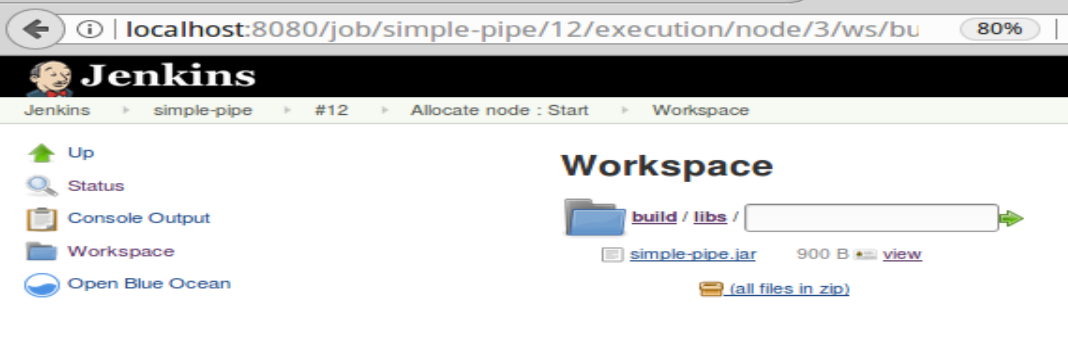 localhost:8080/job/simple-pipe/12/execution/node/3/ws/bu 80%
Jenkins
Jenkins simple-pipe #12 Allocate node : Start Workspace
Up
Status
Console Output
Workspace
Open Blue Ocean
Workspace
build / libs /
simple-pipe.jar 900 B view
(all files in zip)